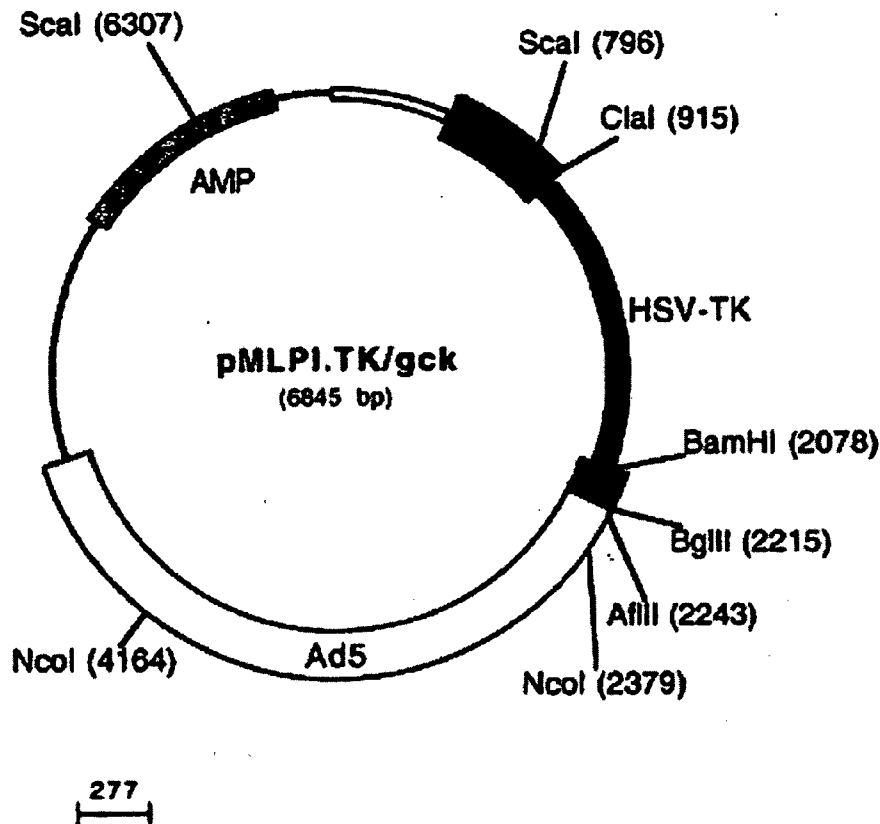 ScaI (6307)
ScaI (796)
ClaI (915)
AMP
HSV-TK
pMLPI.TK/gck
(6845 bp)
BamHI (2078)
BglII (2215)
AflII (2243)
NcoI (2379)
Ad5
NcoI (4164)
277